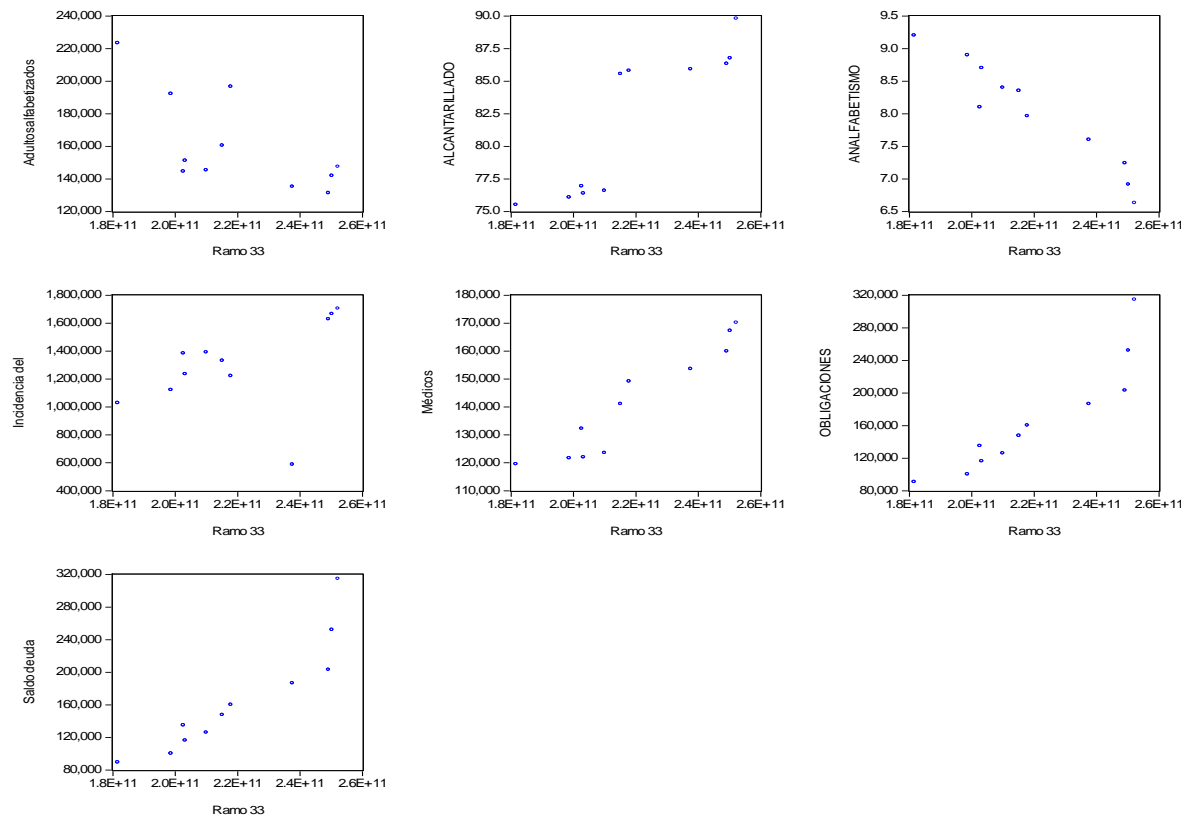 240,000
220,000
200,000
180,000
160,000
140,000
120,000
Adultos alfabetizados
1.8E+11 2.0E+11 2.2E+11 2.4E+11 2.6E+11
Ramo 33
90.0
87.5
85.0
82.5
80.0
77.5
75.0
ALCANTARILLADO
1.8E+11 2.0E+11 2.2E+11 2.4E+11 2.6E+11
Ramo 33
9.5
9.0
8.5
8.0
7.5
7.0
6.5
ANALFABETISMO
1.8E+11 2.0E+11 2.2E+11 2.4E+11 2.6E+11
Ramo 33
1,800,000
1,600,000
1,400,000
1,200,000
1,000,000
800,000
600,000
400,000
Incidencia del
1.8E+11 2.0E+11 2.2E+11 2.4E+11 2.6E+11
Ramo 33
180,000
170,000
160,000
150,000
140,000
130,000
120,000
110,000
Médicos
1.8E+11 2.0E+11 2.2E+11 2.4E+11 2.6E+11
Ramo 33
320,000
280,000
240,000
200,000
160,000
120,000
80,000
OBLIGACIONES
1.8E+11 2.0E+11 2.2E+11 2.4E+11 2.6E+11
Ramo 33
320,000
280,000
240,000
200,000
160,000
120,000
80,000
Saldo deuda
1.8E+11 2.0E+11 2.2E+11 2.4E+11 2.6E+11
Ramo 33